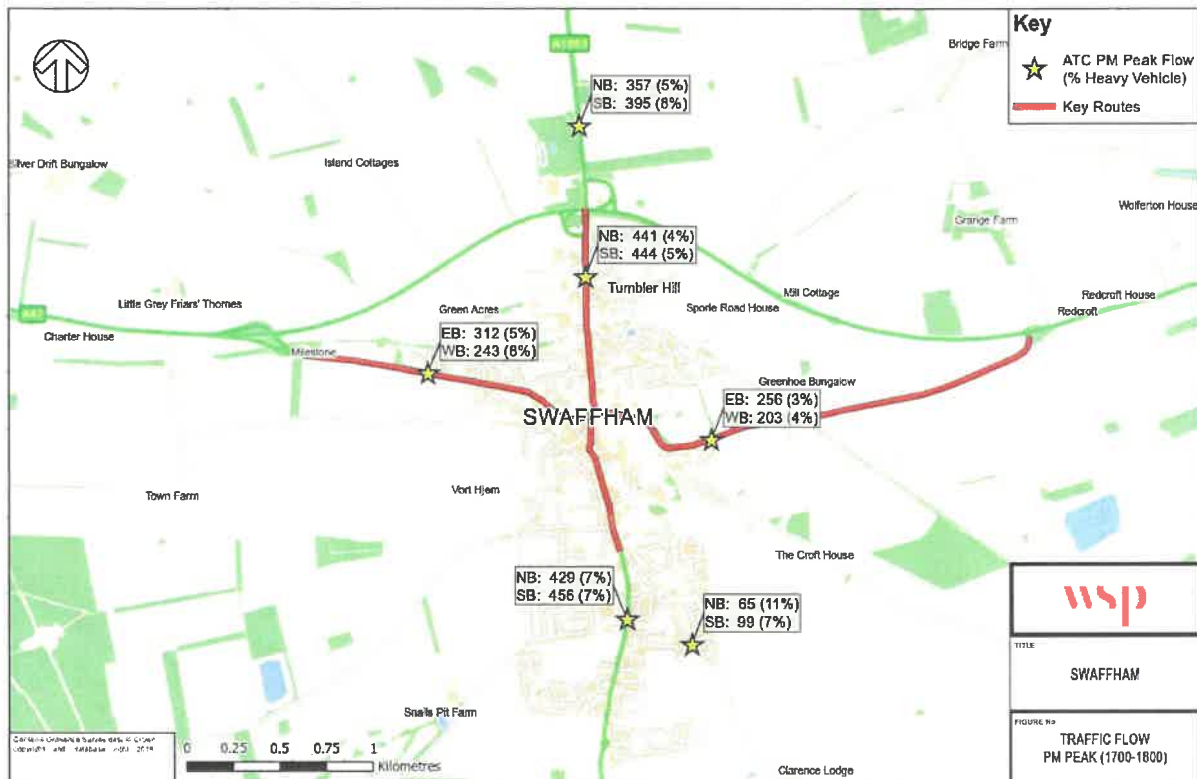 Key
ATC PM Peak Flow
(% Heavy Vehicle)
Key Routes
Bridge Farm
NB: 357 (5%)
SB: 395 (8%)
Island Cottages
Wolferton House
Grange Farm
NB: 441 (4%)
SB: 444 (5%)
Tumbler Hill
Mill Cottage
Redcroft House
Redcroft
Sporle Road House
Little Grey Friars' Thornes
Green Acres
A47
Charter House
EB: 312 (5%)
WB: 243 (6%)
Milestone
Greenhoe Bungalow
EB: 256 (3%)
WB: 203 (4%)
SWAFFHAM
Town Farm
Vort Hjem
The Croft House
NB: 429 (7%)
SB: 456 (7%)
NB: 65 (11%)
SB: 99 (7%)
wsp
TITLE
SWAFFHAM
Snails Pit Farm
FIGURE No
TRAFFIC FLOW
PM PEAK (1700-1800)
0 0.25 0.5 0.75 1
Kilometres
Clarence Lodge